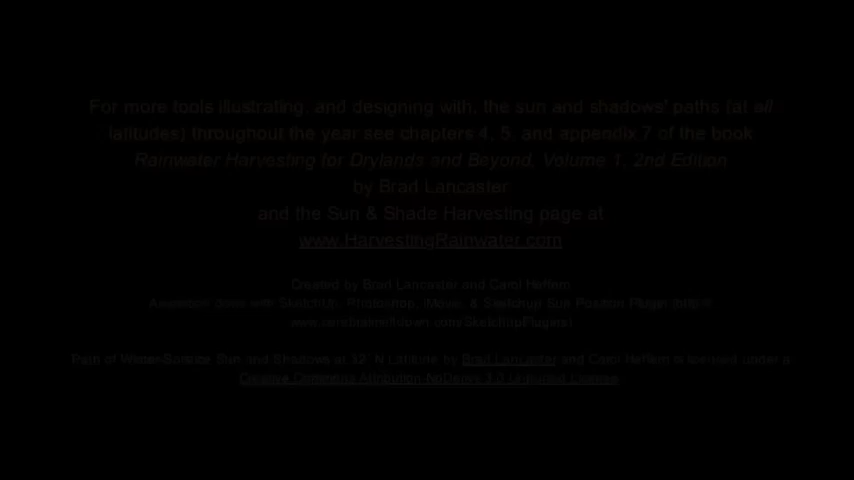 For more tools illustrating, and designing with, the sun and shadows' paths (at all
latitudes) throughout the year see chapters 4, 5, and appendix 7 of the book
Rainwater Harvesting for Drylands and Beyond, Volume 1, 2nd Edition
by Brad Lancaster
and the Sun & Shade Harvesting page at
www.HarvestingRainwater.com
Created by Brad Lancaster and Carol Heffern
with SketchUp, Photoshop, iMovie, & Sketchup Sun Position Plugin
Path of Winter-Solstice Sun and Shadows at 32° N Latitude by Brad Lancaster and Carol Heffern is licensed under a
Creative Commons Attribution-NoDerivs 3.0 Unported License